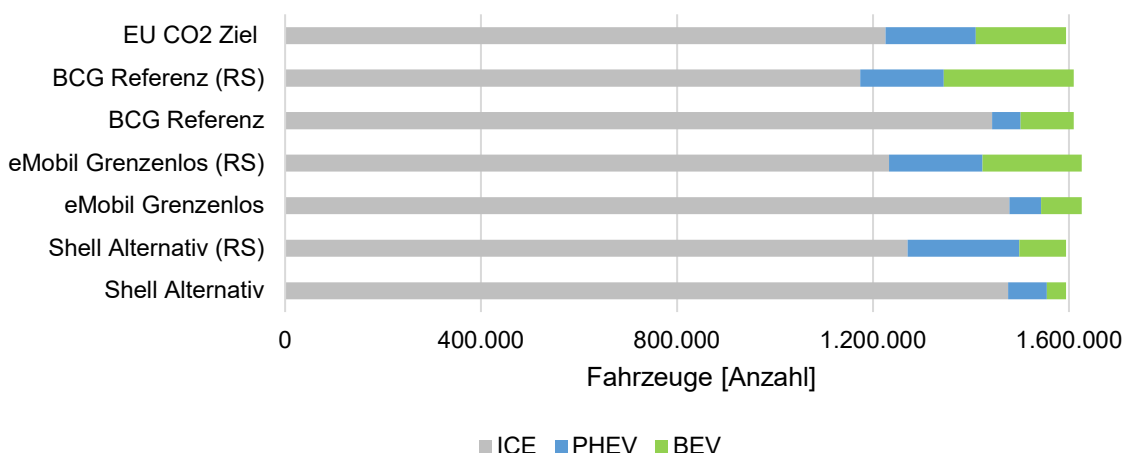 EU CO2 Ziel
BCG Referenz (RS)
BCG Referenz
eMobil Grenzenlos (RS)
eMobil Grenzenlos
Shell Alternativ (RS)
Shell Alternativ
0 400.000 800.000 1.200.000 1.600.000
Fahrzeuge [Anzahl]
ICE PHEV BEV